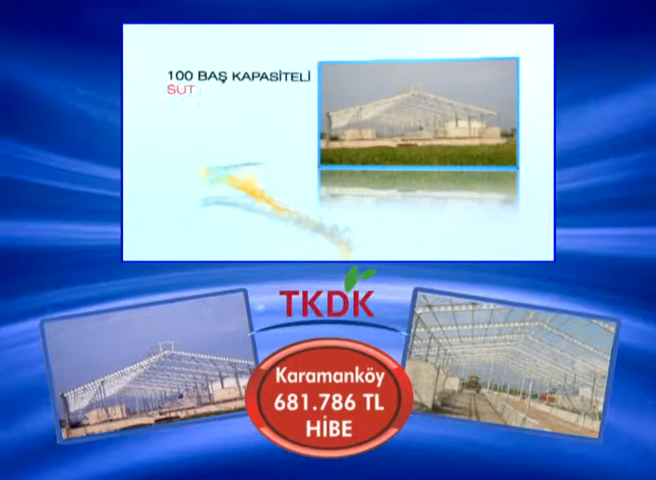 100 BAŞ KAPASİTELİ
SUT
TKDK
Karamanköy
681.786 TL
HİBE